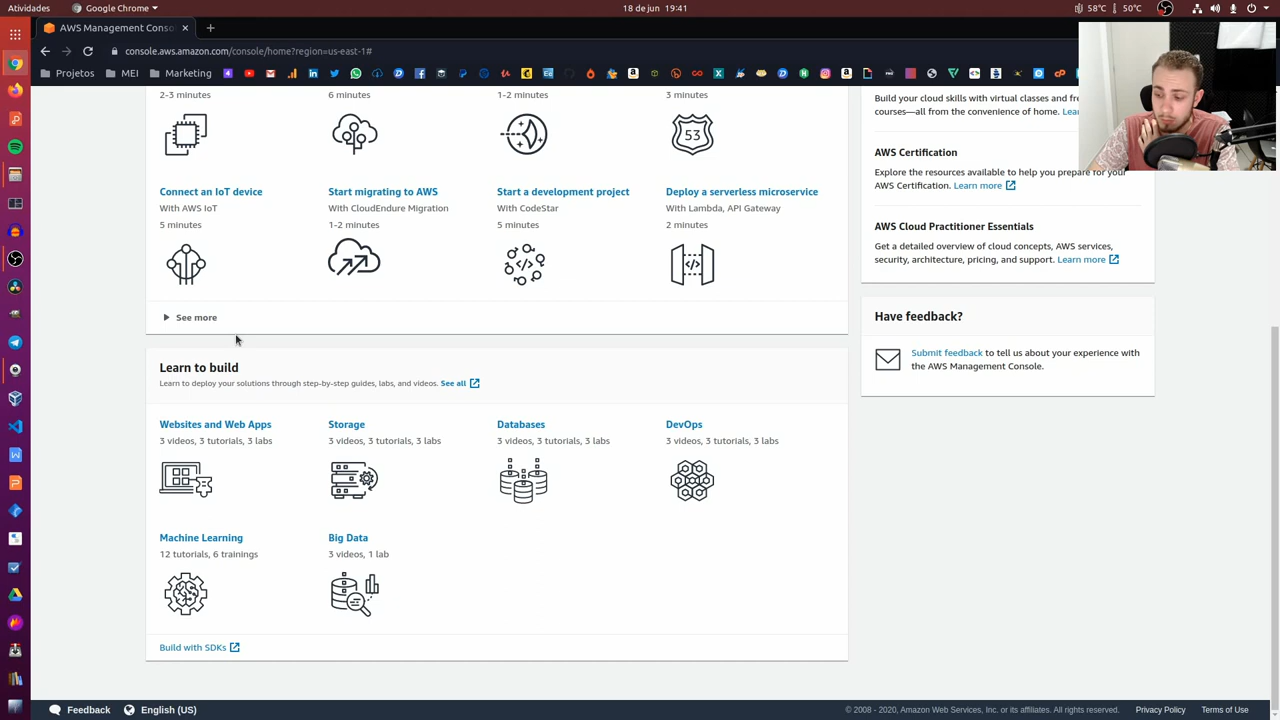 Atividades
Google Chrome
18 de jun 19:41
58°C
50°C
AWS Management Conso
console.aws.amazon.com/console/home?region=us-east-1#
Projetos
MEI
Marketing
2-3 minutes
6 minutes
1-2 minutes
3 minutes
53
Connect an IoT device
With AWS IoT
5 minutes
Start migrating to AWS
With CloudEndure Migration
1-2 minutes
Start a development project
With CodeStar
5 minutes
Deploy a serverless microservice
With Lambda, API Gateway
2 minutes
See more
Learn to build
Learn to deploy your solutions through step-by-step guides, labs, and videos. See all
Websites and Web Apps
3 videos, 3 tutorials, 3 labs
Storage
3 videos, 3 tutorials, 3 labs
Databases
3 videos, 3 tutorials, 3 labs
DevOps
3 videos, 3 tutorials, 3 labs
Machine Learning
12 tutorials, 6 trainings
Big Data
3 videos, 1 lab
Build with SDKs
Build your cloud skills with virtual classes and fre
courses—all from the convenience of home. Lea
AWS Certification
Explore the resources available to help you prepare for your
AWS Certification. Learn more
AWS Cloud Practitioner Essentials
Get a detailed overview of cloud concepts, AWS services,
security, architecture, pricing, and support. Learn more
Have feedback?
Submit feedback to tell us about your experience with
the AWS Management Console.
Feedback
English (US)
© 2008 - 2020, Amazon Web Services, Inc. or its affiliates. All rights reserved.
Privacy Policy
Terms of Use